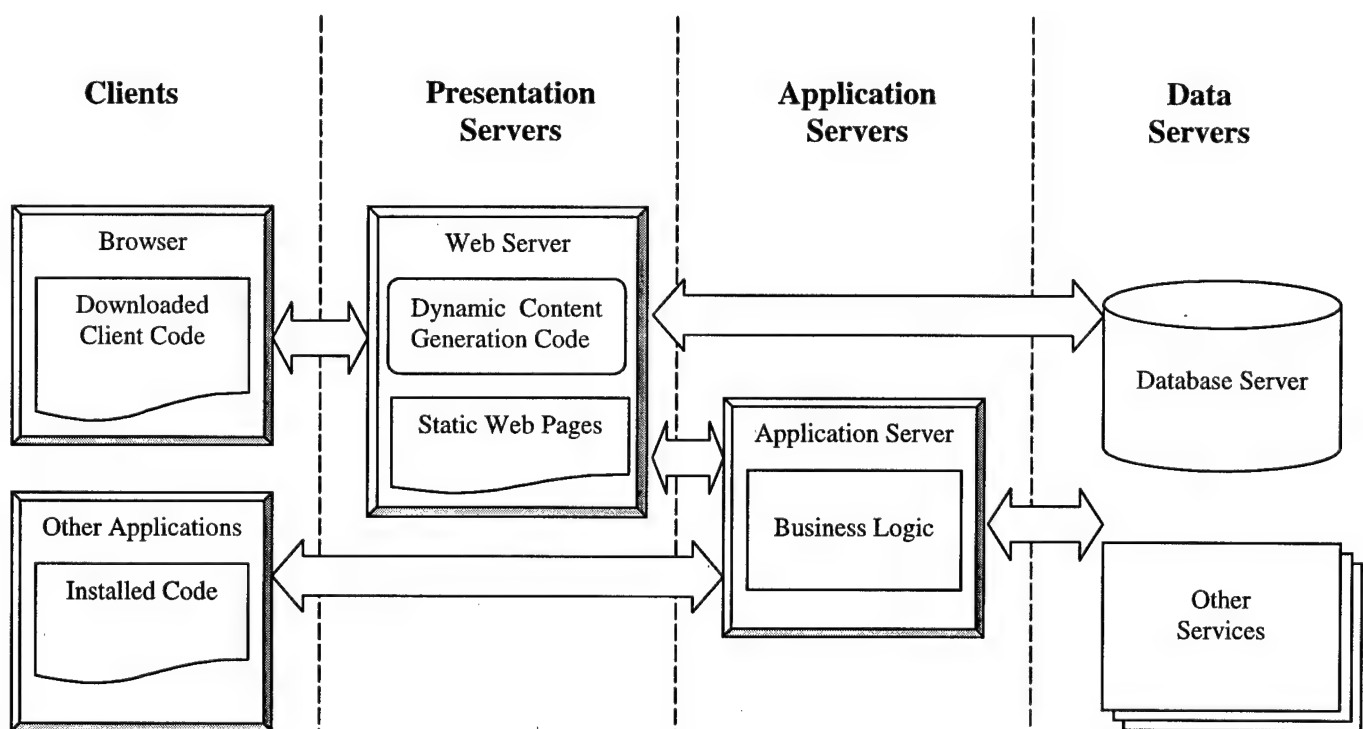 Clients
Presentation
Servers
Application
Servers
Data
Servers
Browser
Downloaded
Client Code
Web Server
Dynamic Content
Generation Code
Static Web Pages
Database Server
Application Server
Business Logic
Other Applications
Installed Code
Other
Services